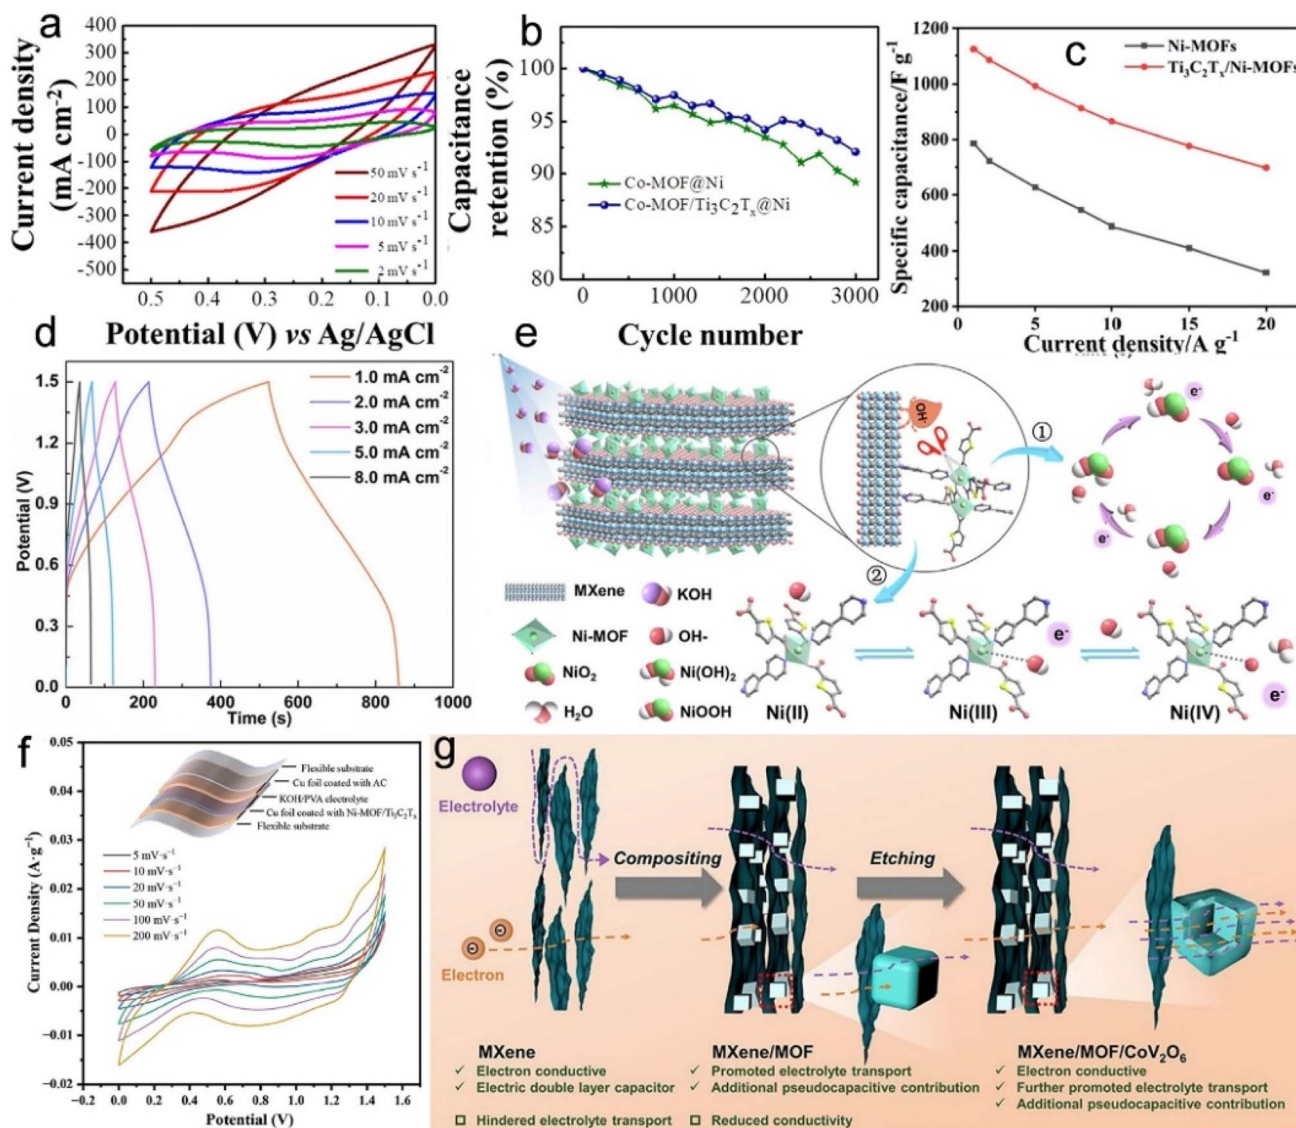 a
Current density
(mA cm⁻²)
400
300
200
100
0
-100
-200
-300
-400
-500
50 mV s⁻¹
20 mV s⁻¹
10 mV s⁻¹
5 mV s⁻¹
2 mV s⁻¹
0.5
0.4
0.3
0.2
0.1
0.0
Potential (V) vs Ag/AgCl
b
Capacitance
retention (%)
100
95
90
85
80
Co-MOF@Ni
Co-MOF/Ti₃C₂Tₓ@Ni
0
1000
2000
3000
Cycle number
c
Specific capacitance/F g⁻¹
1200
1100
1000
800
600
400
200
Ni-MOFs
Ti₃C₂Tₓ/Ni-MOFs
0
5
10
15
20
Current density/A g⁻¹
d
Potential (V)
1.5
1.2
0.9
0.6
0.3
0.0
1.0 mA cm⁻²
2.0 mA cm⁻²
3.0 mA cm⁻²
5.0 mA cm⁻²
8.0 mA cm⁻²
0
200
400
600
800
1000
Time (s)
e
OH-
①
②
e⁻
e⁻
e⁻
e⁻
MXene
KOH
Ni-MOF
OH-
NiO₂
Ni(OH)₂
H₂O
NiOOH
e⁻
e⁻
Ni(II)
Ni(III)
Ni(IV)
f
Current Density (A·g⁻¹)
0.05
0.04
0.03
0.02
0.01
0.00
−0.01
−0.02
Flexible substrate
Cu foil coated with AC
KOH/PVA electrolyte
Cu foil coated with Ni-MOF/Ti₃C₂Tₓ
Flexible substrate
5 mV·s⁻¹
10 mV·s⁻¹
20 mV·s⁻¹
50 mV·s⁻¹
100 mV·s⁻¹
200 mV·s⁻¹
−0.2
0.0
0.2
0.4
0.6
0.8
1.0
1.2
1.4
1.6
Potential (V)
g
Electrolyte
Electron
Compositing
Etching
MXene
✓ Electron conductive
✓ Electric double layer capacitor
☐ Hindered electrolyte transport
MXene/MOF
✓ Promoted electrolyte transport
✓ Additional pseudocapacitive contribution
☐ Reduced conductivity
MXene/MOF/CoV₂O₆
✓ Electron conductive
✓ Further promoted electrolyte transport
✓ Additional pseudocapacitive contribution